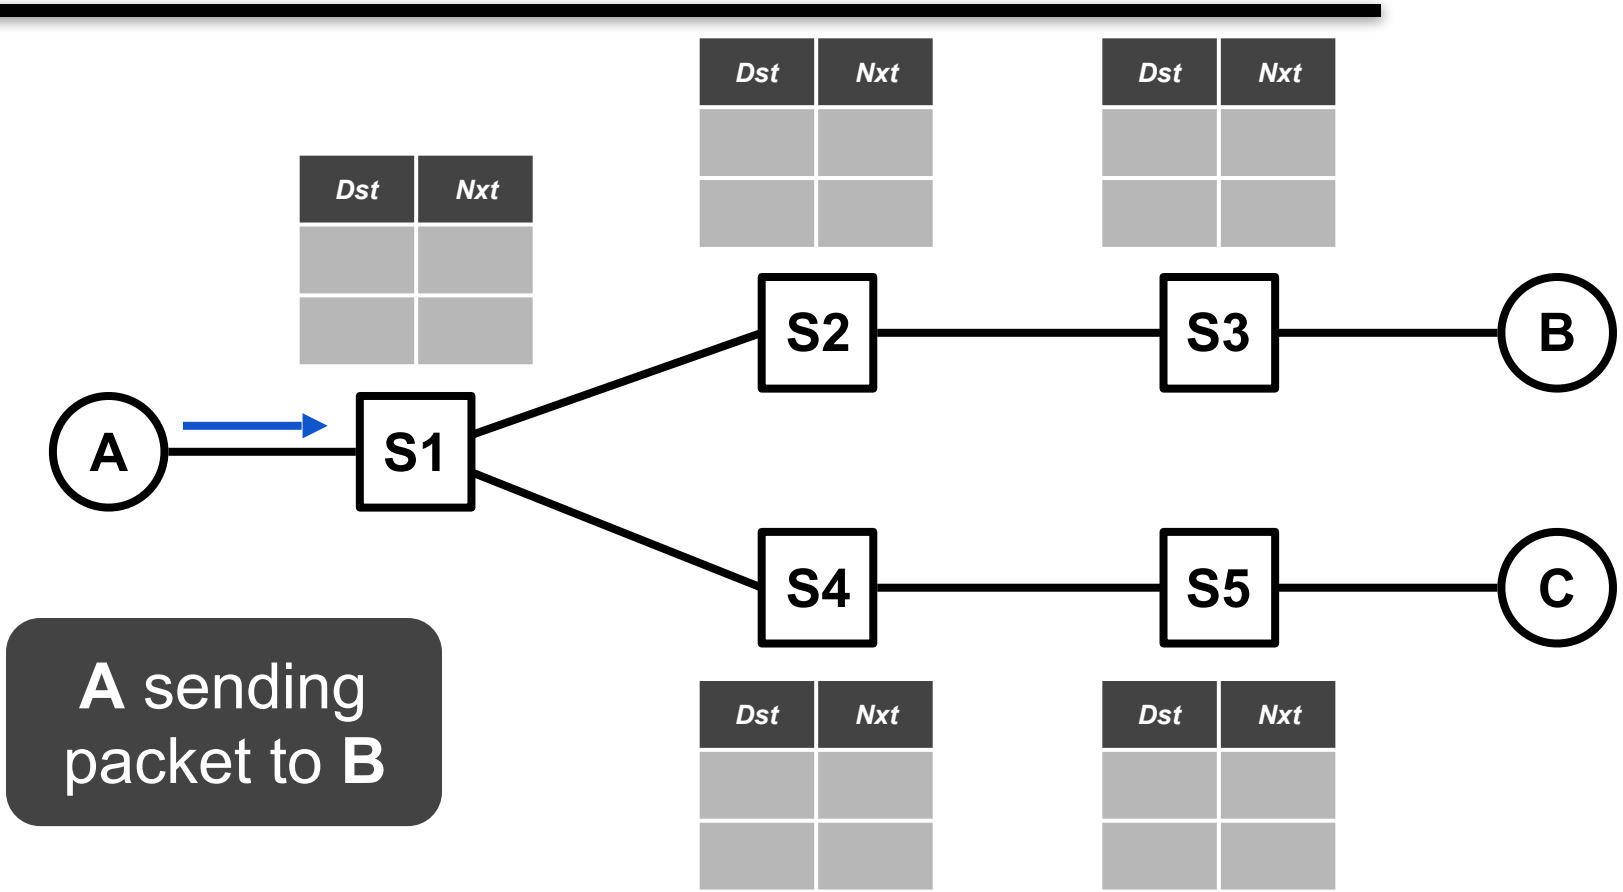 Dst Nxt
Dst Nxt
Dst Nxt
S2
S3
B
A
S1
S4
S5
C
A sending
packet to B
Dst Nxt
Dst Nxt